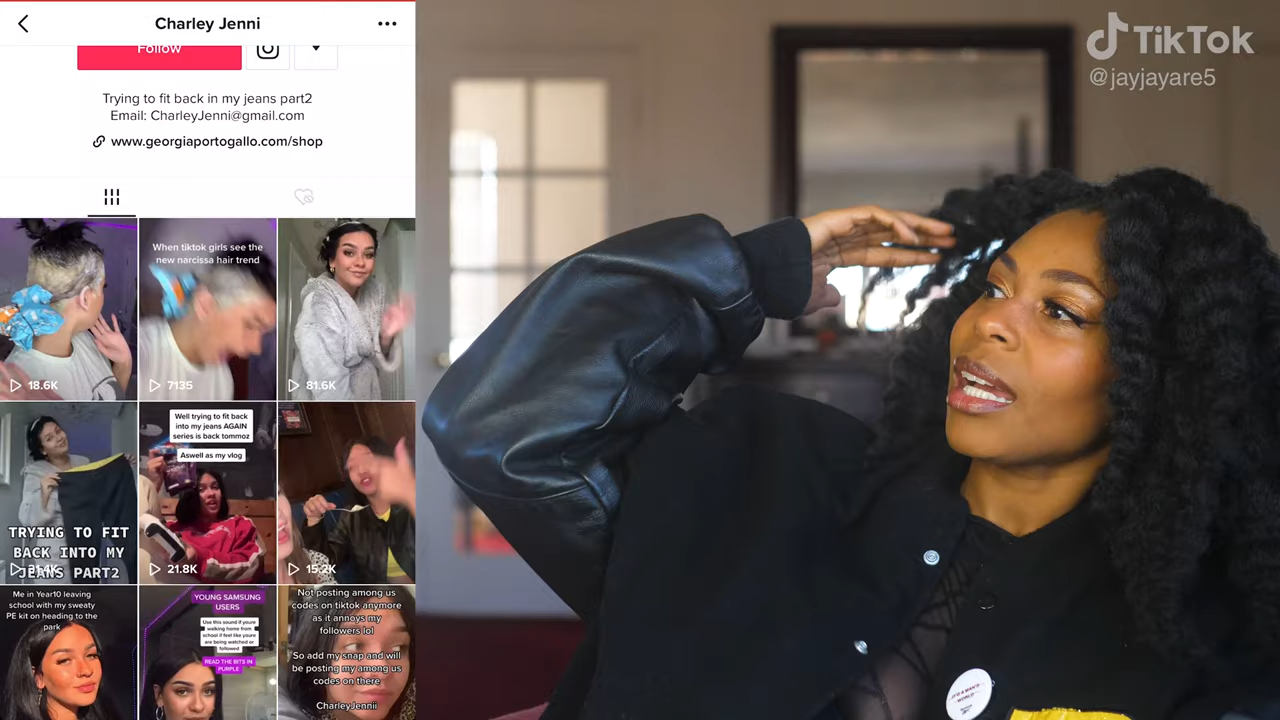 Charley Jenni
Follow
Trying to fit back in my jeans part2
Email: CharleyJenni@gmail.com
www.georgiaportogallo.com/shop
18.6K
When tiktok girls see the
new narcissa hair trend
7135
81.6K
TRYING TO FIT
BACK INTO MY
JEANS PART2
Well trying to fit back
into my jeans AGAIN
series is back tommoz
Aswell as my vlog
21.8K
15.2K
Me in Year10 leaving
school with my sweaty
PE kit on heading to the
park
YOUNG SAMSUNG
USERS
Use this sound if youre
walking home from
school if feel like youre
are being watched or
followed
READ THE BITS IN
PURPLE
Not posting among us
codes on tiktok anymore
as it annoys my
followers lol
So add my snap and will
be posting my among us
codes on there
CharleyJennii
TikTok
@jayjayare5
IT'S A MAN'S
WORLD